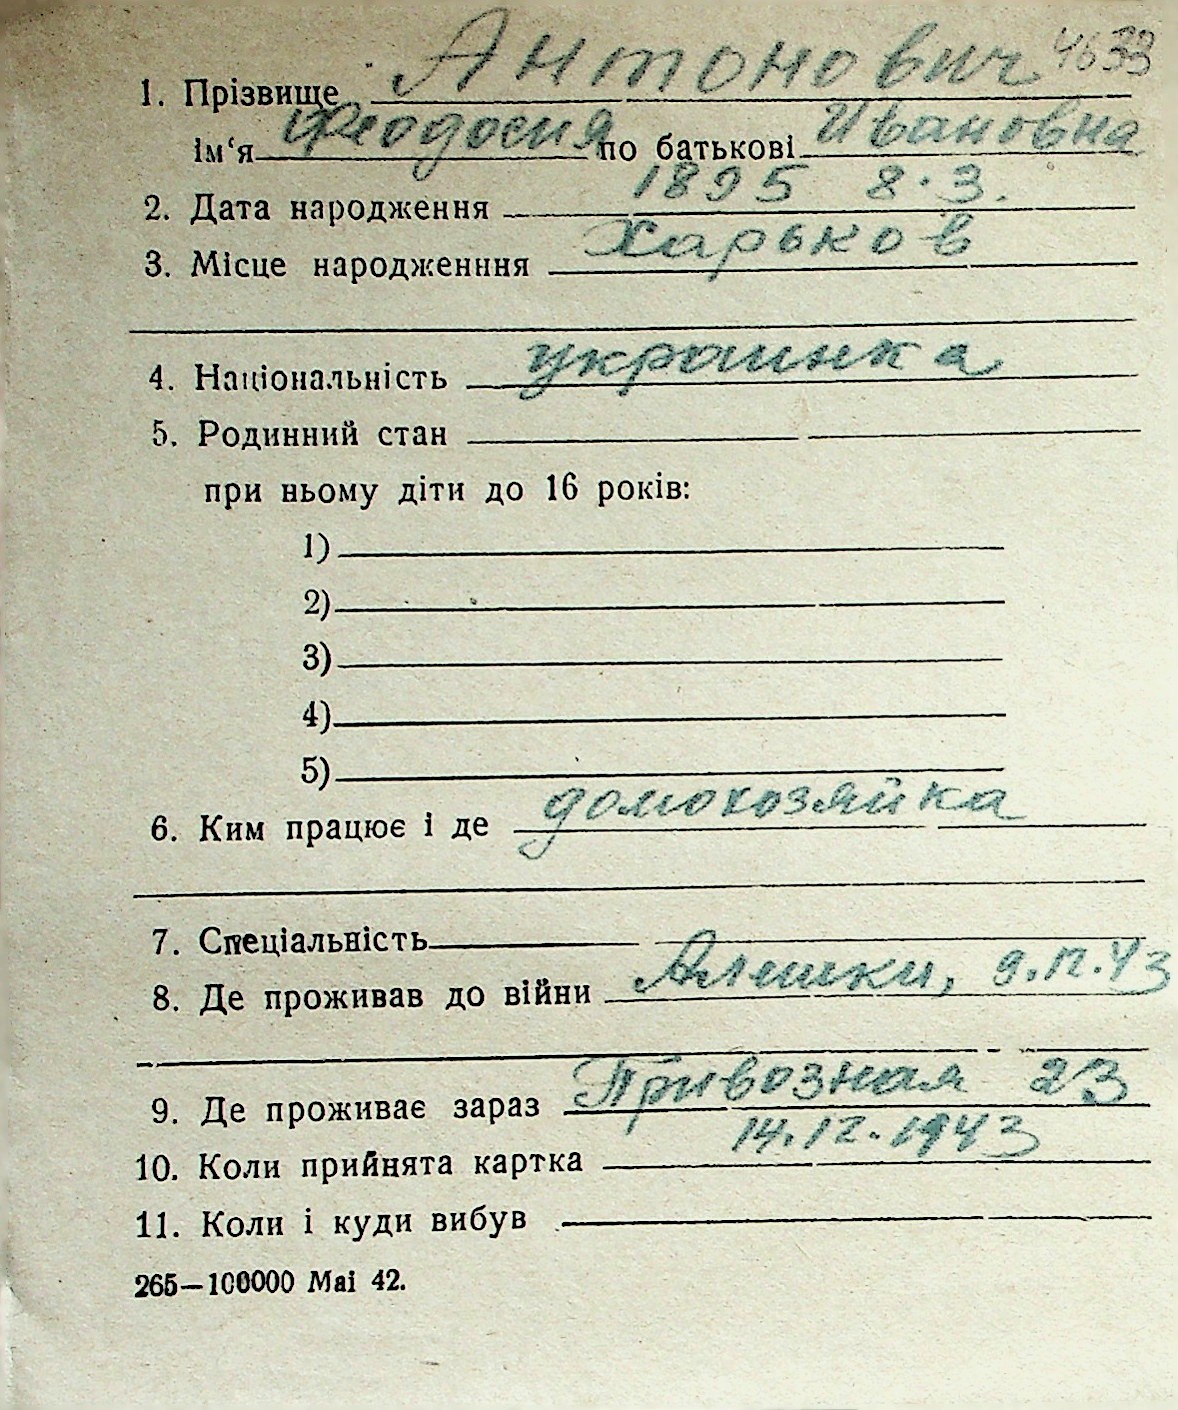 4633
1. Прізвище Антонович
ім‘я Феодосия по батькові Ивановна
2. Дата народження 1895 8.3.
3. Місце народженння Харьков
4. Національність украинка
5. Родинний стан
при ньому діти до 16 років:
1)
2)
3)
4)
5)
6. Ким працює і де домохозяйка
7. Спеціальність
8. Де проживав до війни Алешки, 9.12.43
9. Де проживає зараз Привозная 23
10. Коли прийнята картка 14.12.1943
11. Коли і куди вибув
265—100000 Mai 42.